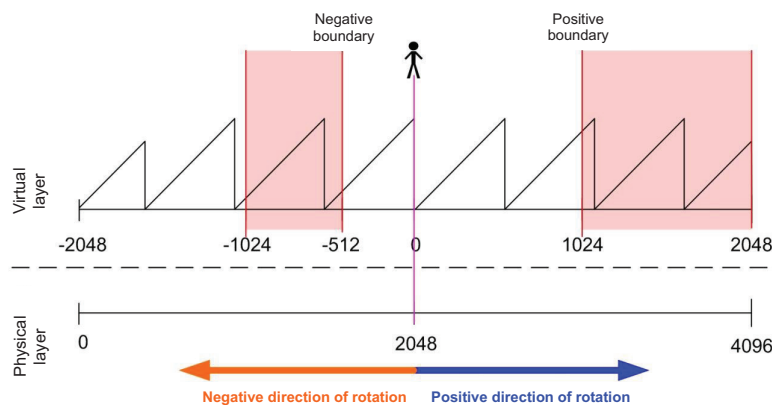 Negative
boundary
Positive
boundary
Virtual
layer
-2048
-1024
-512
0
1024
2048
Physical
layer
0
2048
4096
Negative direction of rotation
Positive direction of rotation